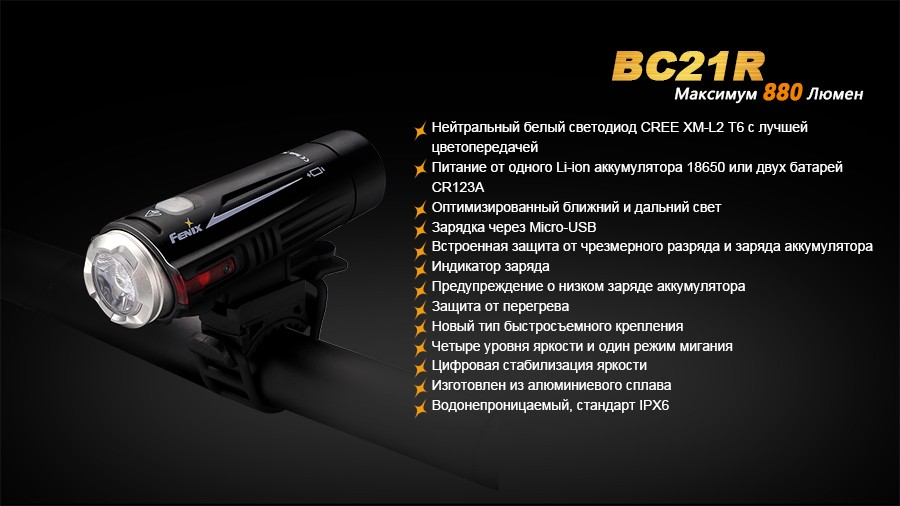 BC21R
Максимум 880 Люмен
Нейтральный белый светодиод CREE XM-L2 T6 с лучшей
цветопередачей
Питание от одного Li-ion аккумулятора 18650 или двух батарей
CR123A
Оптимизированный ближний и дальний свет
Зарядка через Micro-USB
Встроенная защита от чрезмерного разряда и заряда аккумулятора
Индикатор заряда
Предупреждение о низком заряде аккумулятора
Защита от перегрева
Новый тип быстросъемного крепления
Четыре уровня яркости и один режим мигания
Цифровая стабилизация яркости
Изготовлен из алюминиевого сплава
Водонепроницаемый, стандарт IPX6
FENIX